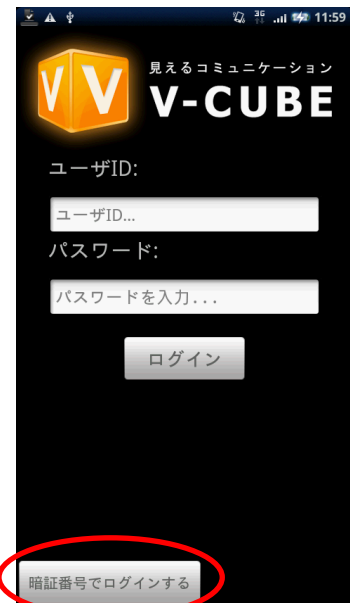 3G 11:59
VV
見えるコミュニケーション
V-CUBE
ユーザID:
ユーザID...
パスワード:
パスワードを入力...
ログイン
暗証番号でログインする